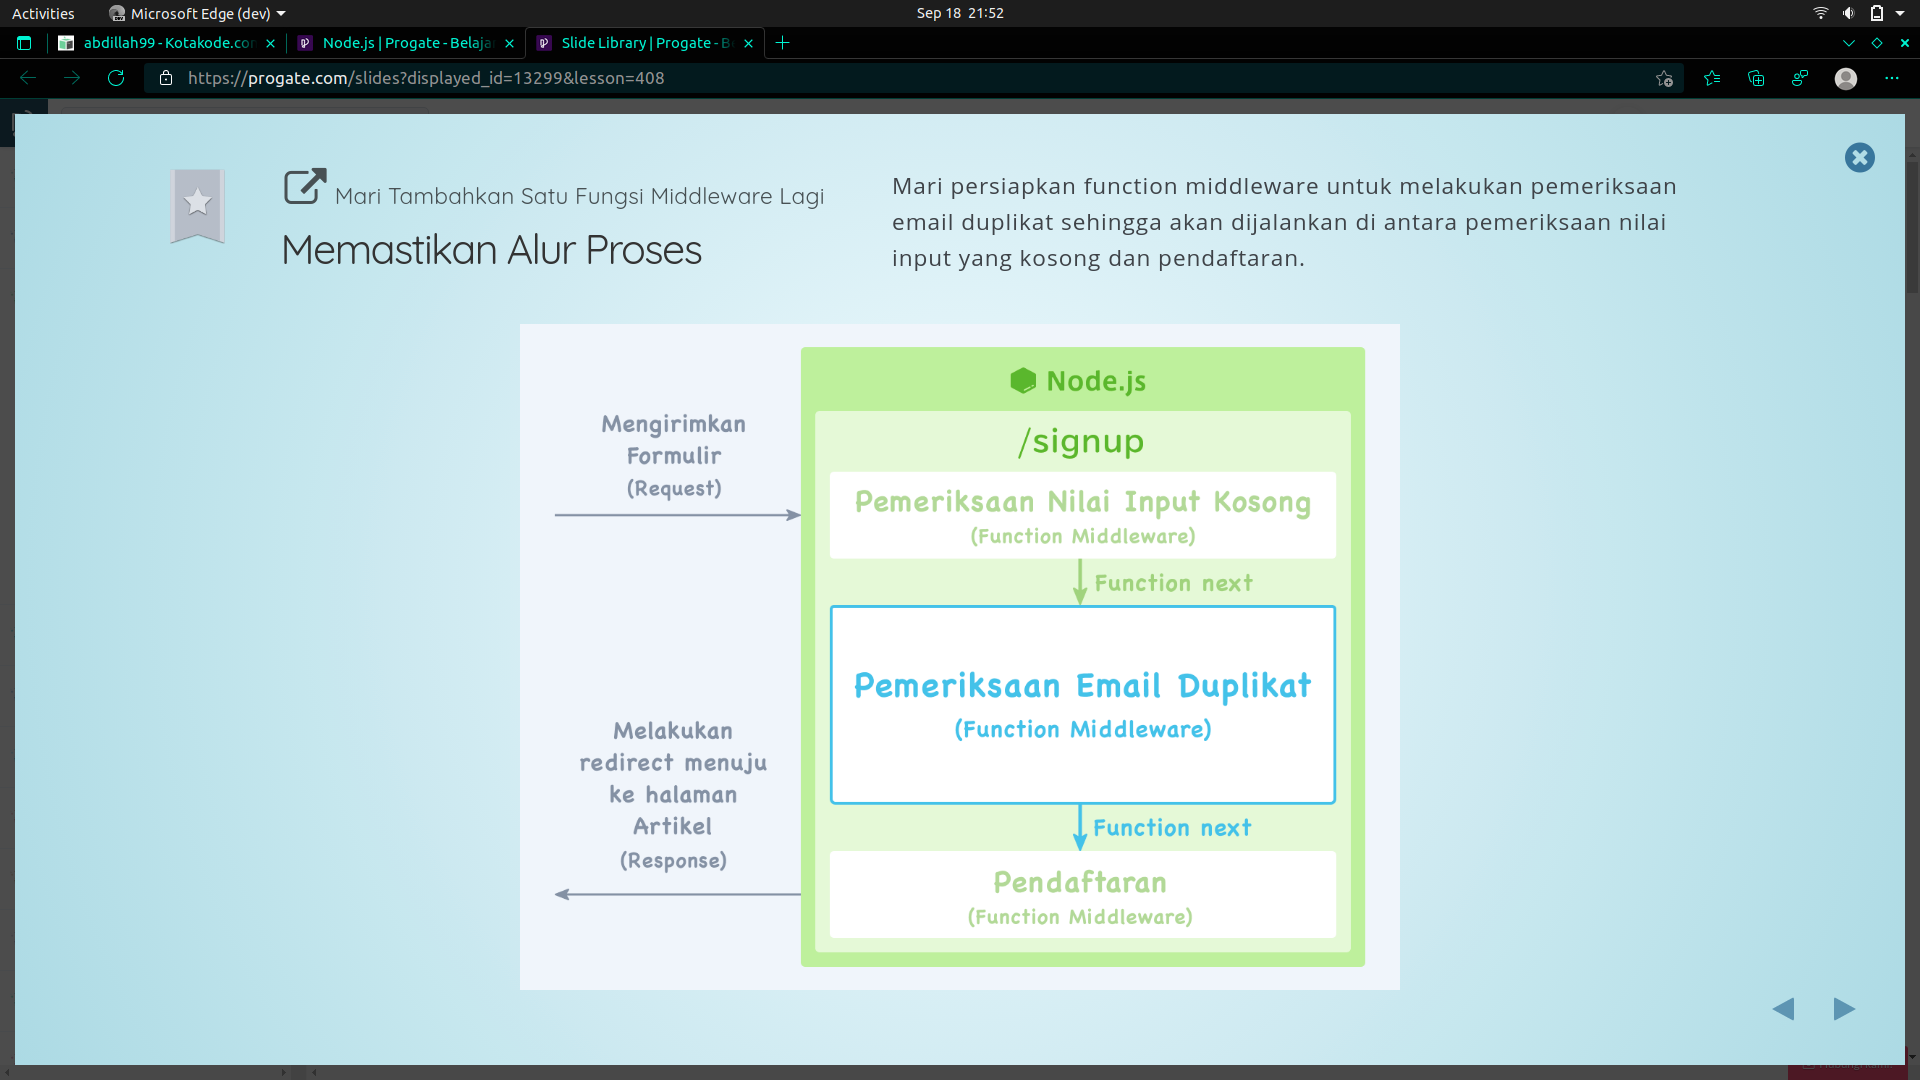 Activities
Microsoft Edge (dev)
Sep 18 21:52
abdillah99 - Kotakode.con
Node.js | Progate - Belaja
Slide Library | Progate - B
https://progate.com/slides?displayed_id=13299&lesson=408
Mari Tambahkan Satu Fungsi Middleware Lagi
Memastikan Alur Proses
Mari persiapkan function middleware untuk melakukan pemeriksaan
email duplikat sehingga akan dijalankan di antara pemeriksaan nilai
input yang kosong dan pendaftaran.
Node.js
/signup
Mengirimkan
Formulir
(Request)
Pemeriksaan Nilai Input Kosong
(Function Middleware)
Function next
Pemeriksaan Email Duplikat
(Function Middleware)
Melakukan
redirect menuju
ke halaman
Artikel
(Response)
Function next
Pendaftaran
(Function Middleware)